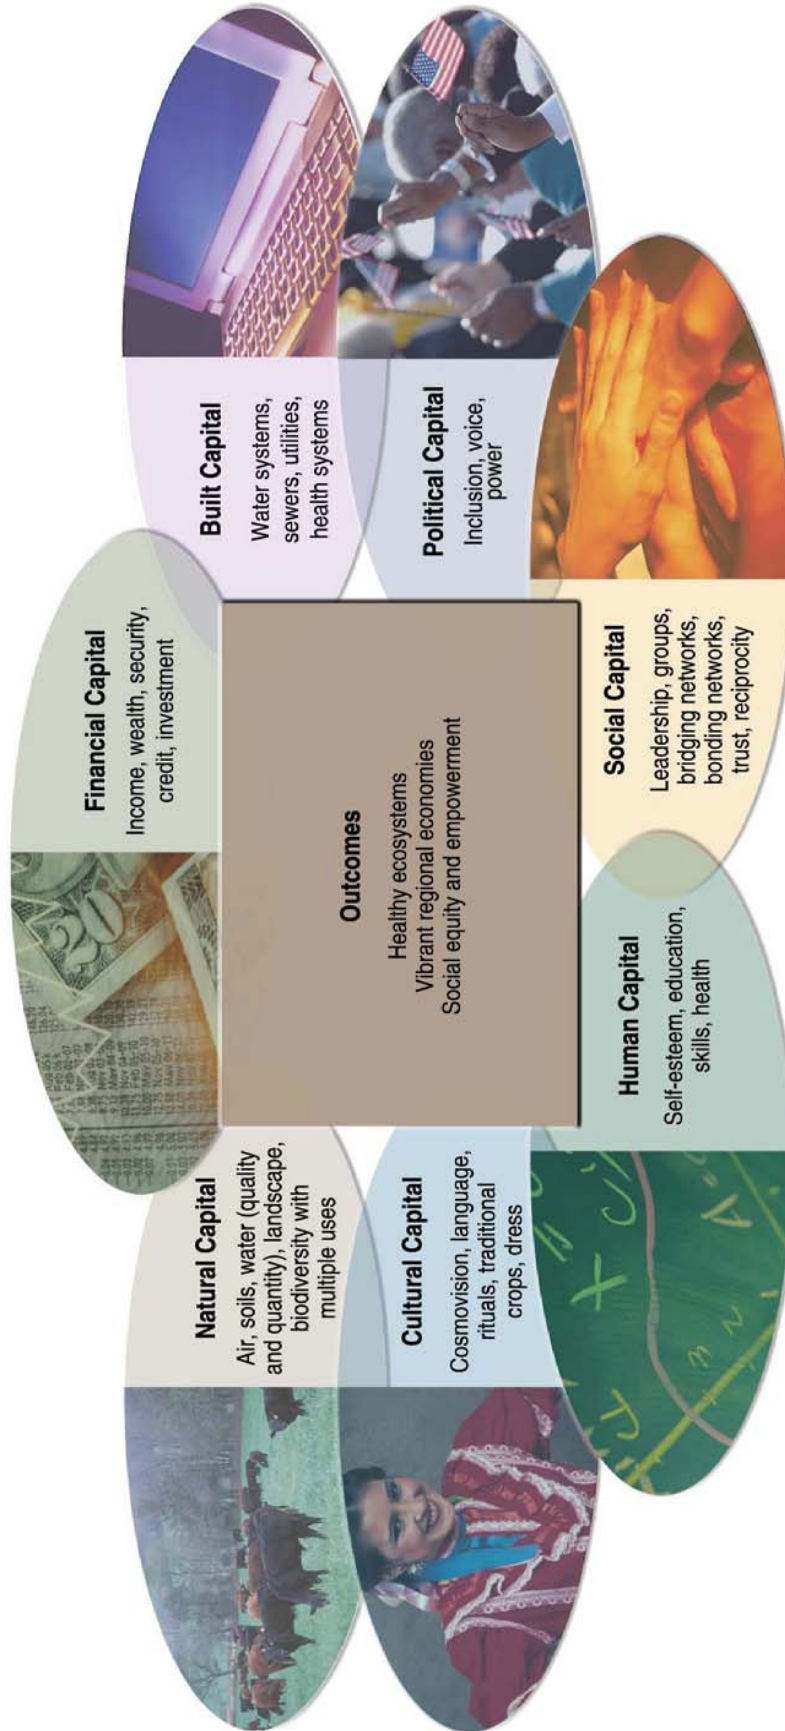 Financial Capital
Income, wealth, security,
credit, investment
Natural Capital
Air, soils, water (quality
and quantity), landscape,
biodiversity with
multiple uses
Built Capital
Water systems,
sewers, utilities,
health systems
Outcomes
Healthy ecosystems
Vibrant regional economies
Social equity and empowerment
Cultural Capital
Cosmovision, language,
rituals, traditional
crops, dress
Political Capital
Inclusion, voice,
power
Human Capital
Self-esteem, education,
skills, health
Social Capital
Leadership, groups,
bridging networks,
bonding networks,
trust, reciprocity
20